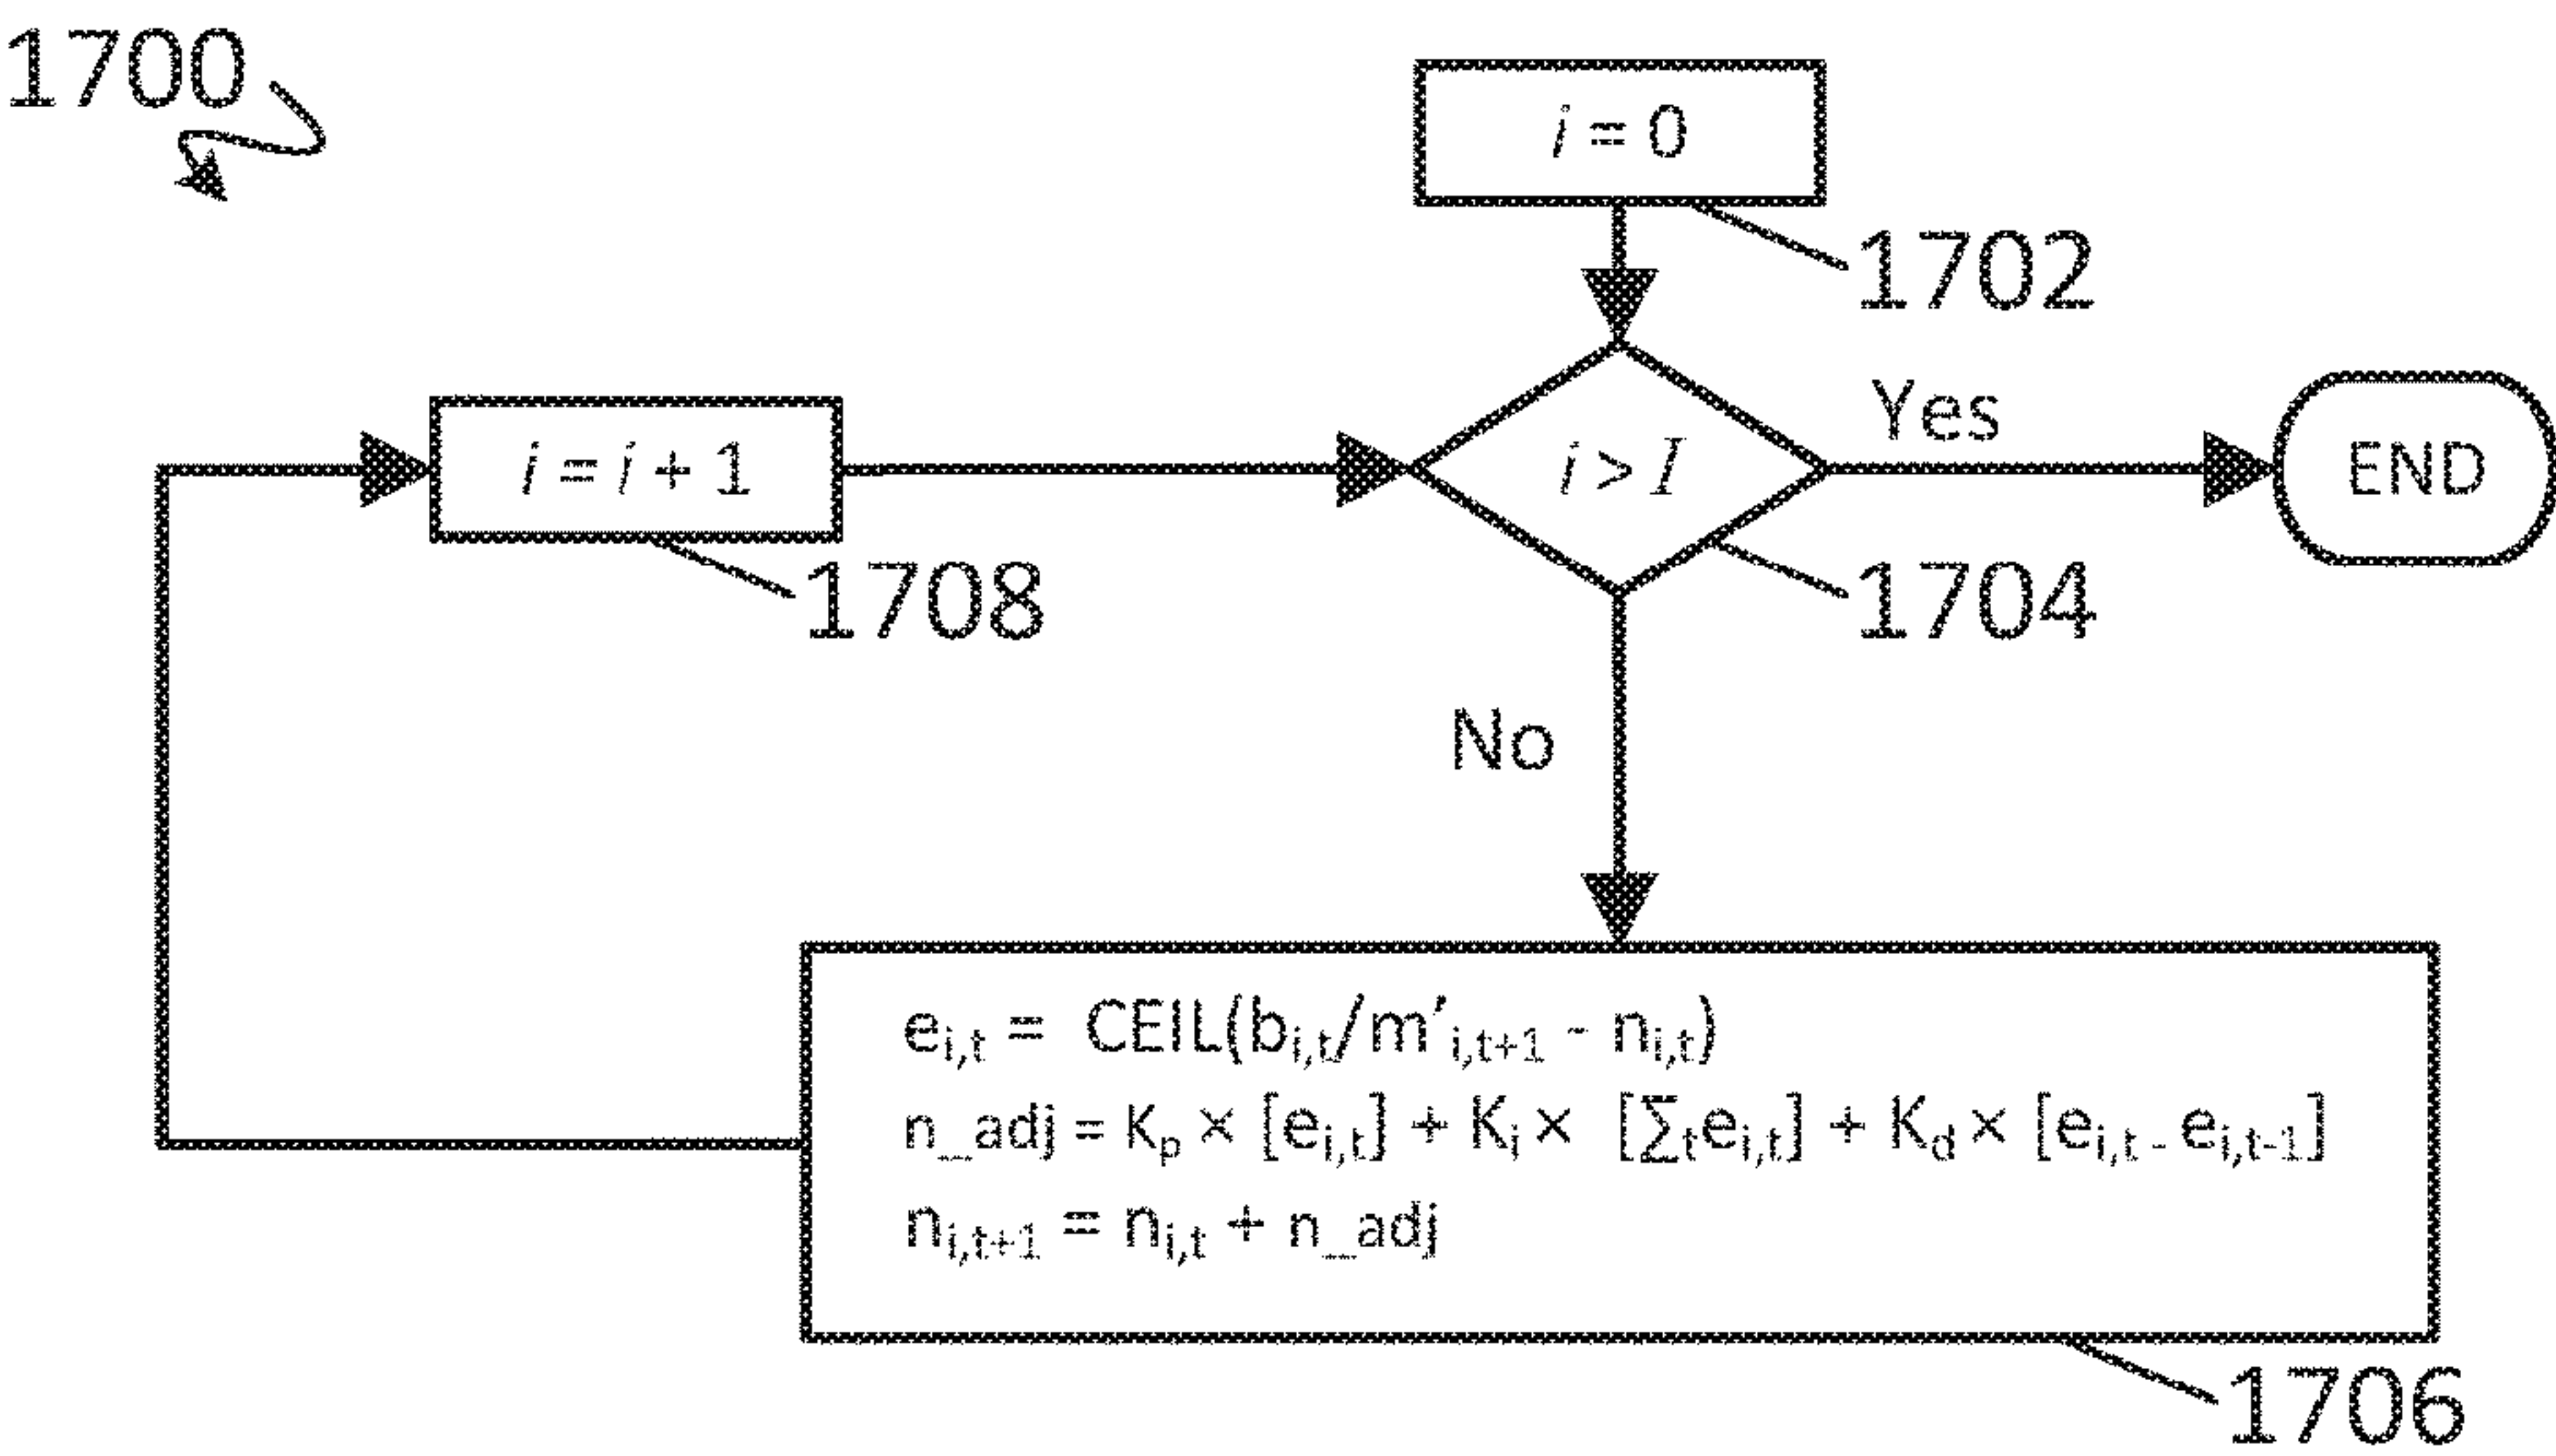 1700
i = 0
1702
Yes
i = i + 1
i > I
END
1708
1704
No
e_{i,t} = CEIL(b_{i,t}/m'_{i,t+1} - n_{i,t})
n_adj = K_p × [e_{i,t}] + K_i × [∑_t e_{i,t}] + K_d × [e_{i,t} - e_{i,t-1}]
n_{i,t+1} = n_{i,t} + n_adj
1706